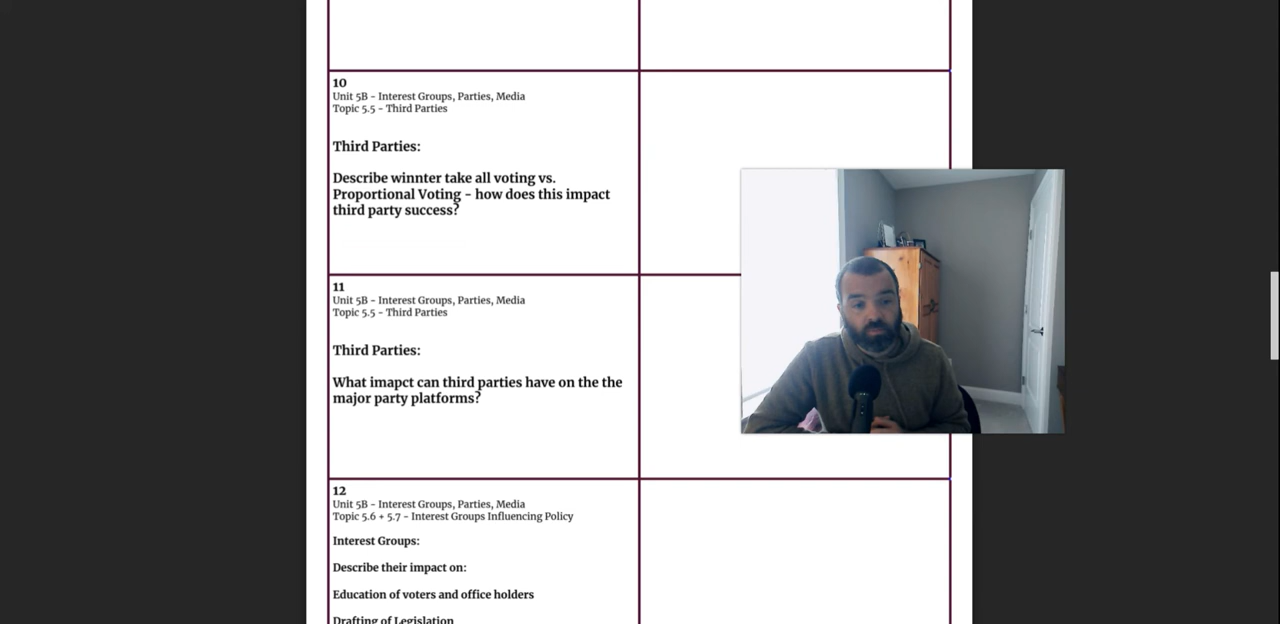 10
Unit 5B - Interest Groups, Parties, Media
Topic 5.5 - Third Parties
Third Parties:
Describe winnter take all voting vs.
Proportional Voting - how does this impact
third party success?
11
Unit 5B - Interest Groups, Parties, Media
Topic 5.5 - Third Parties
Third Parties:
What imapct can third parties have on the the
major party platforms?
12
Unit 5B - Interest Groups, Parties, Media
Topic 5.6 + 5.7 - Interest Groups Influencing Policy
Interest Groups:
Describe their impact on:
Education of voters and office holders
Drafting of Legislation